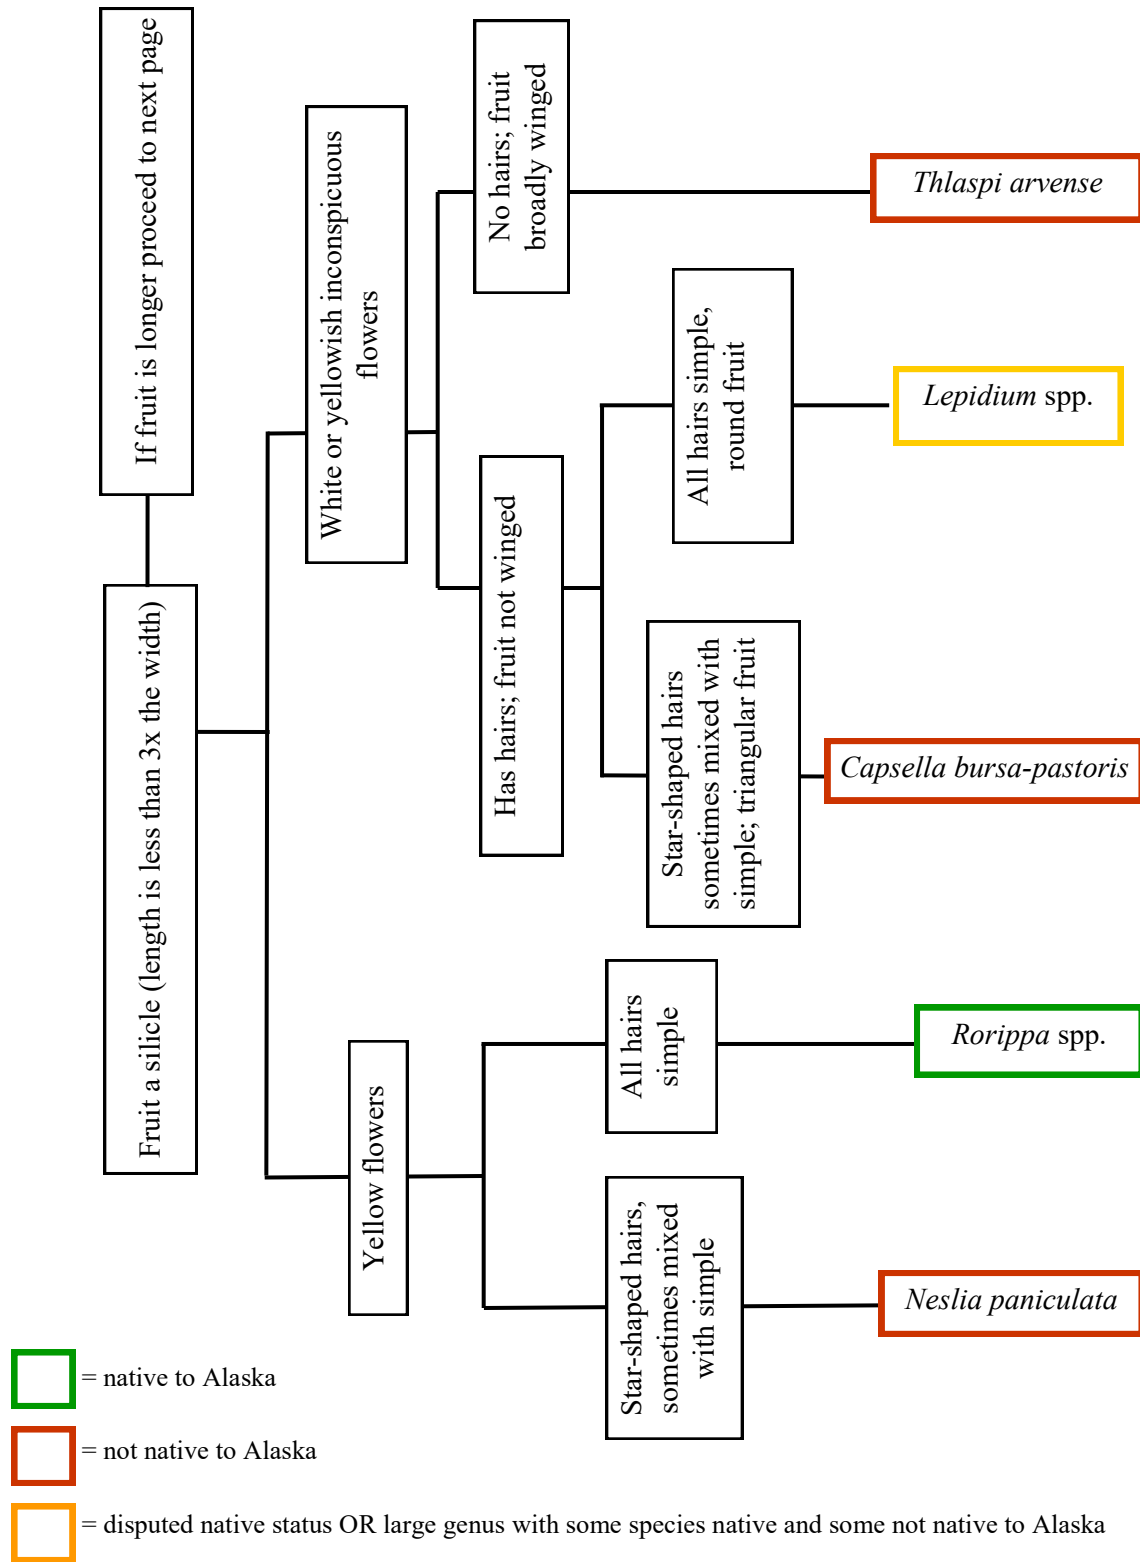 If fruit is longer proceed to next page
Fruit a silicle (length is less than 3x the width)
White or yellowish inconspicuous
flowers
Yellow flowers
No hairs; fruit
broadly winged
Has hairs; fruit not winged
All hairs simple,
round fruit
Star-shaped hairs
sometimes mixed with
simple; triangular fruit
All hairs
simple
Star-shaped hairs,
sometimes mixed
with simple
Thlaspi arvense
Lepidium spp.
Capsella bursa-pastoris
Rorippa spp.
Neslia paniculata
= native to Alaska
= not native to Alaska
= disputed native status OR large genus with some species native and some not native to Alaska